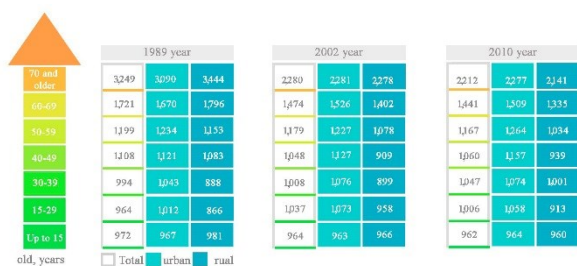 1989 year 2002 year 2010 year
70 and older 3,249 3,090 3,444 2,280 2,281 2,278 2,212 2,277 2,141
60-69 1,721 1,670 1,796 1,474 1,526 1,402 1,441 1,509 1,335
50-59 1,199 1,234 1,153 1,179 1,227 1,078 1,167 1,264 1,034
40-49 1,108 1,121 1,083 1,048 1,127 909 1,060 1,157 939
30-39 994 1,043 888 1,008 1,076 899 1,047 1,074 1,001
15-29 964 1,012 866 1,037 1,073 958 1,006 1,058 913
Up to 15 972 967 981 964 963 966 962 964 960
old, years Total urban rual